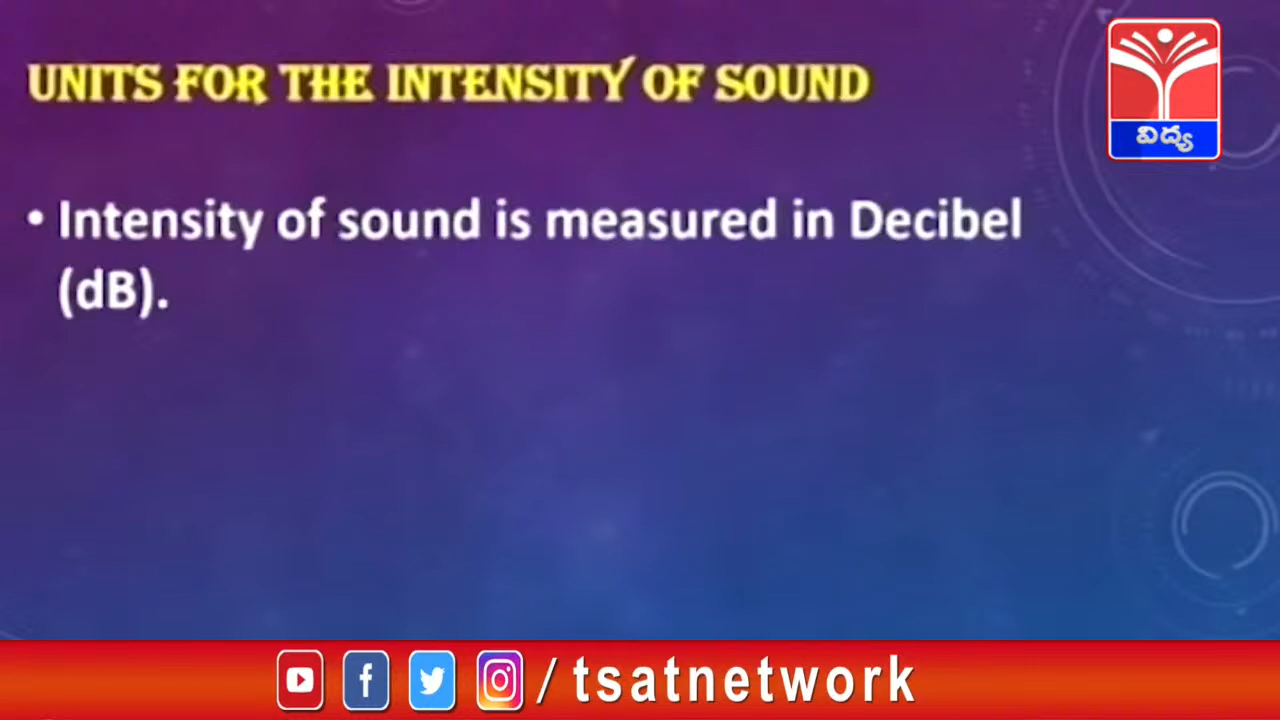 UNITS FOR THE INTENSITY OF SOUND
విద్య
• Intensity of sound is measured in Decibel
(dB).
/ tsatnetwork